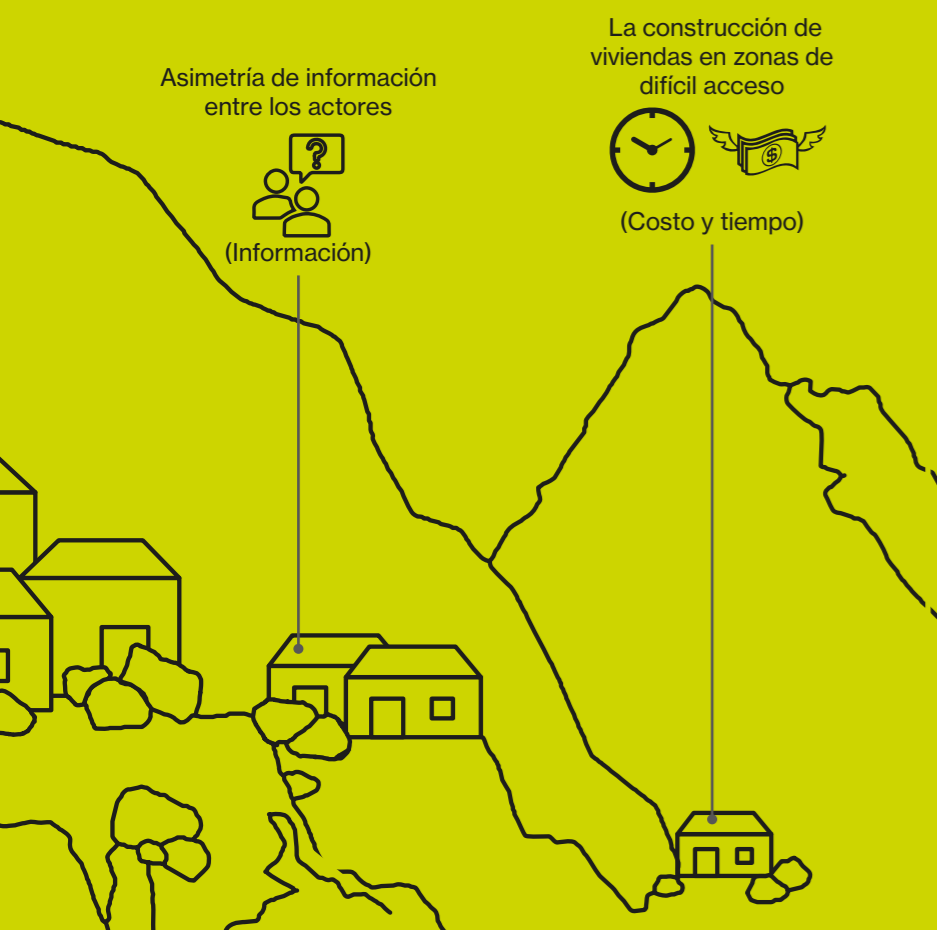 Asimetría de información
entre los actores
?
(Información)
La construcción de
viviendas en zonas de
difícil acceso
$
(Costo y tiempo)